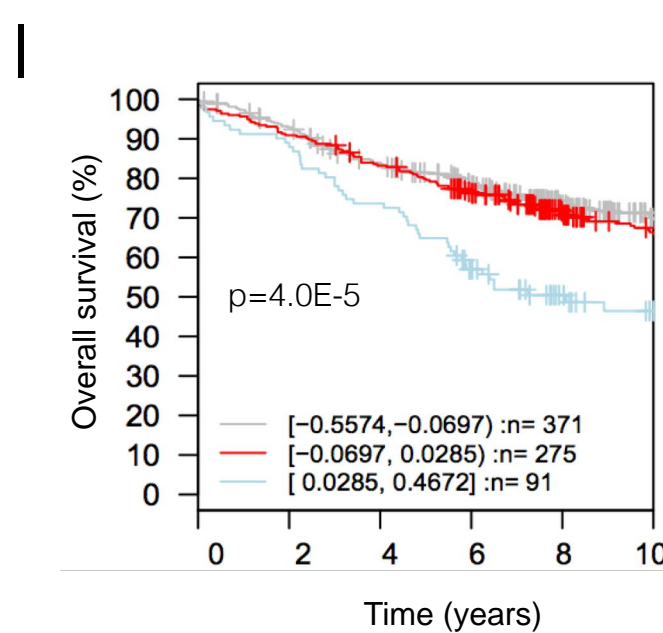 I
Overall survival (%)
100
90
80
70
60
50
40
30
20
10
0
p=4.0E-5
[−0.5574,−0.0697) :n= 371
[−0.0697, 0.0285) :n= 275
[ 0.0285, 0.4672] :n= 91
0 2 4 6 8 10
Time (years)